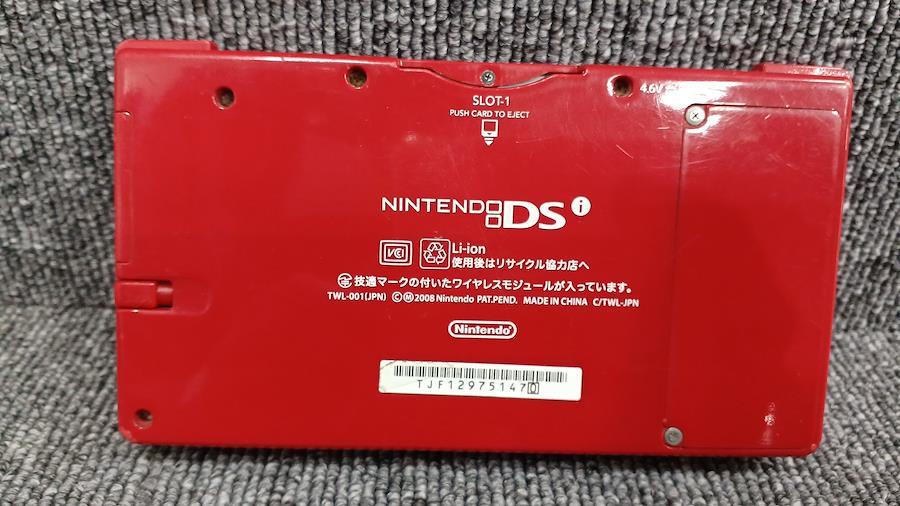 4.6V
SLOT-1
PUSH CARD TO EJECT
NINTENDO DSi
VCI Li-ion
使用後はリサイクル協力店へ
技適マークの付いたワイヤレスモジュールが入っています。
TWL-001(JPN) ©Ⓜ2008 Nintendo PAT.PEND. MADE IN CHINA C/TWL-JPN
Nintendo
TJF12975147 0